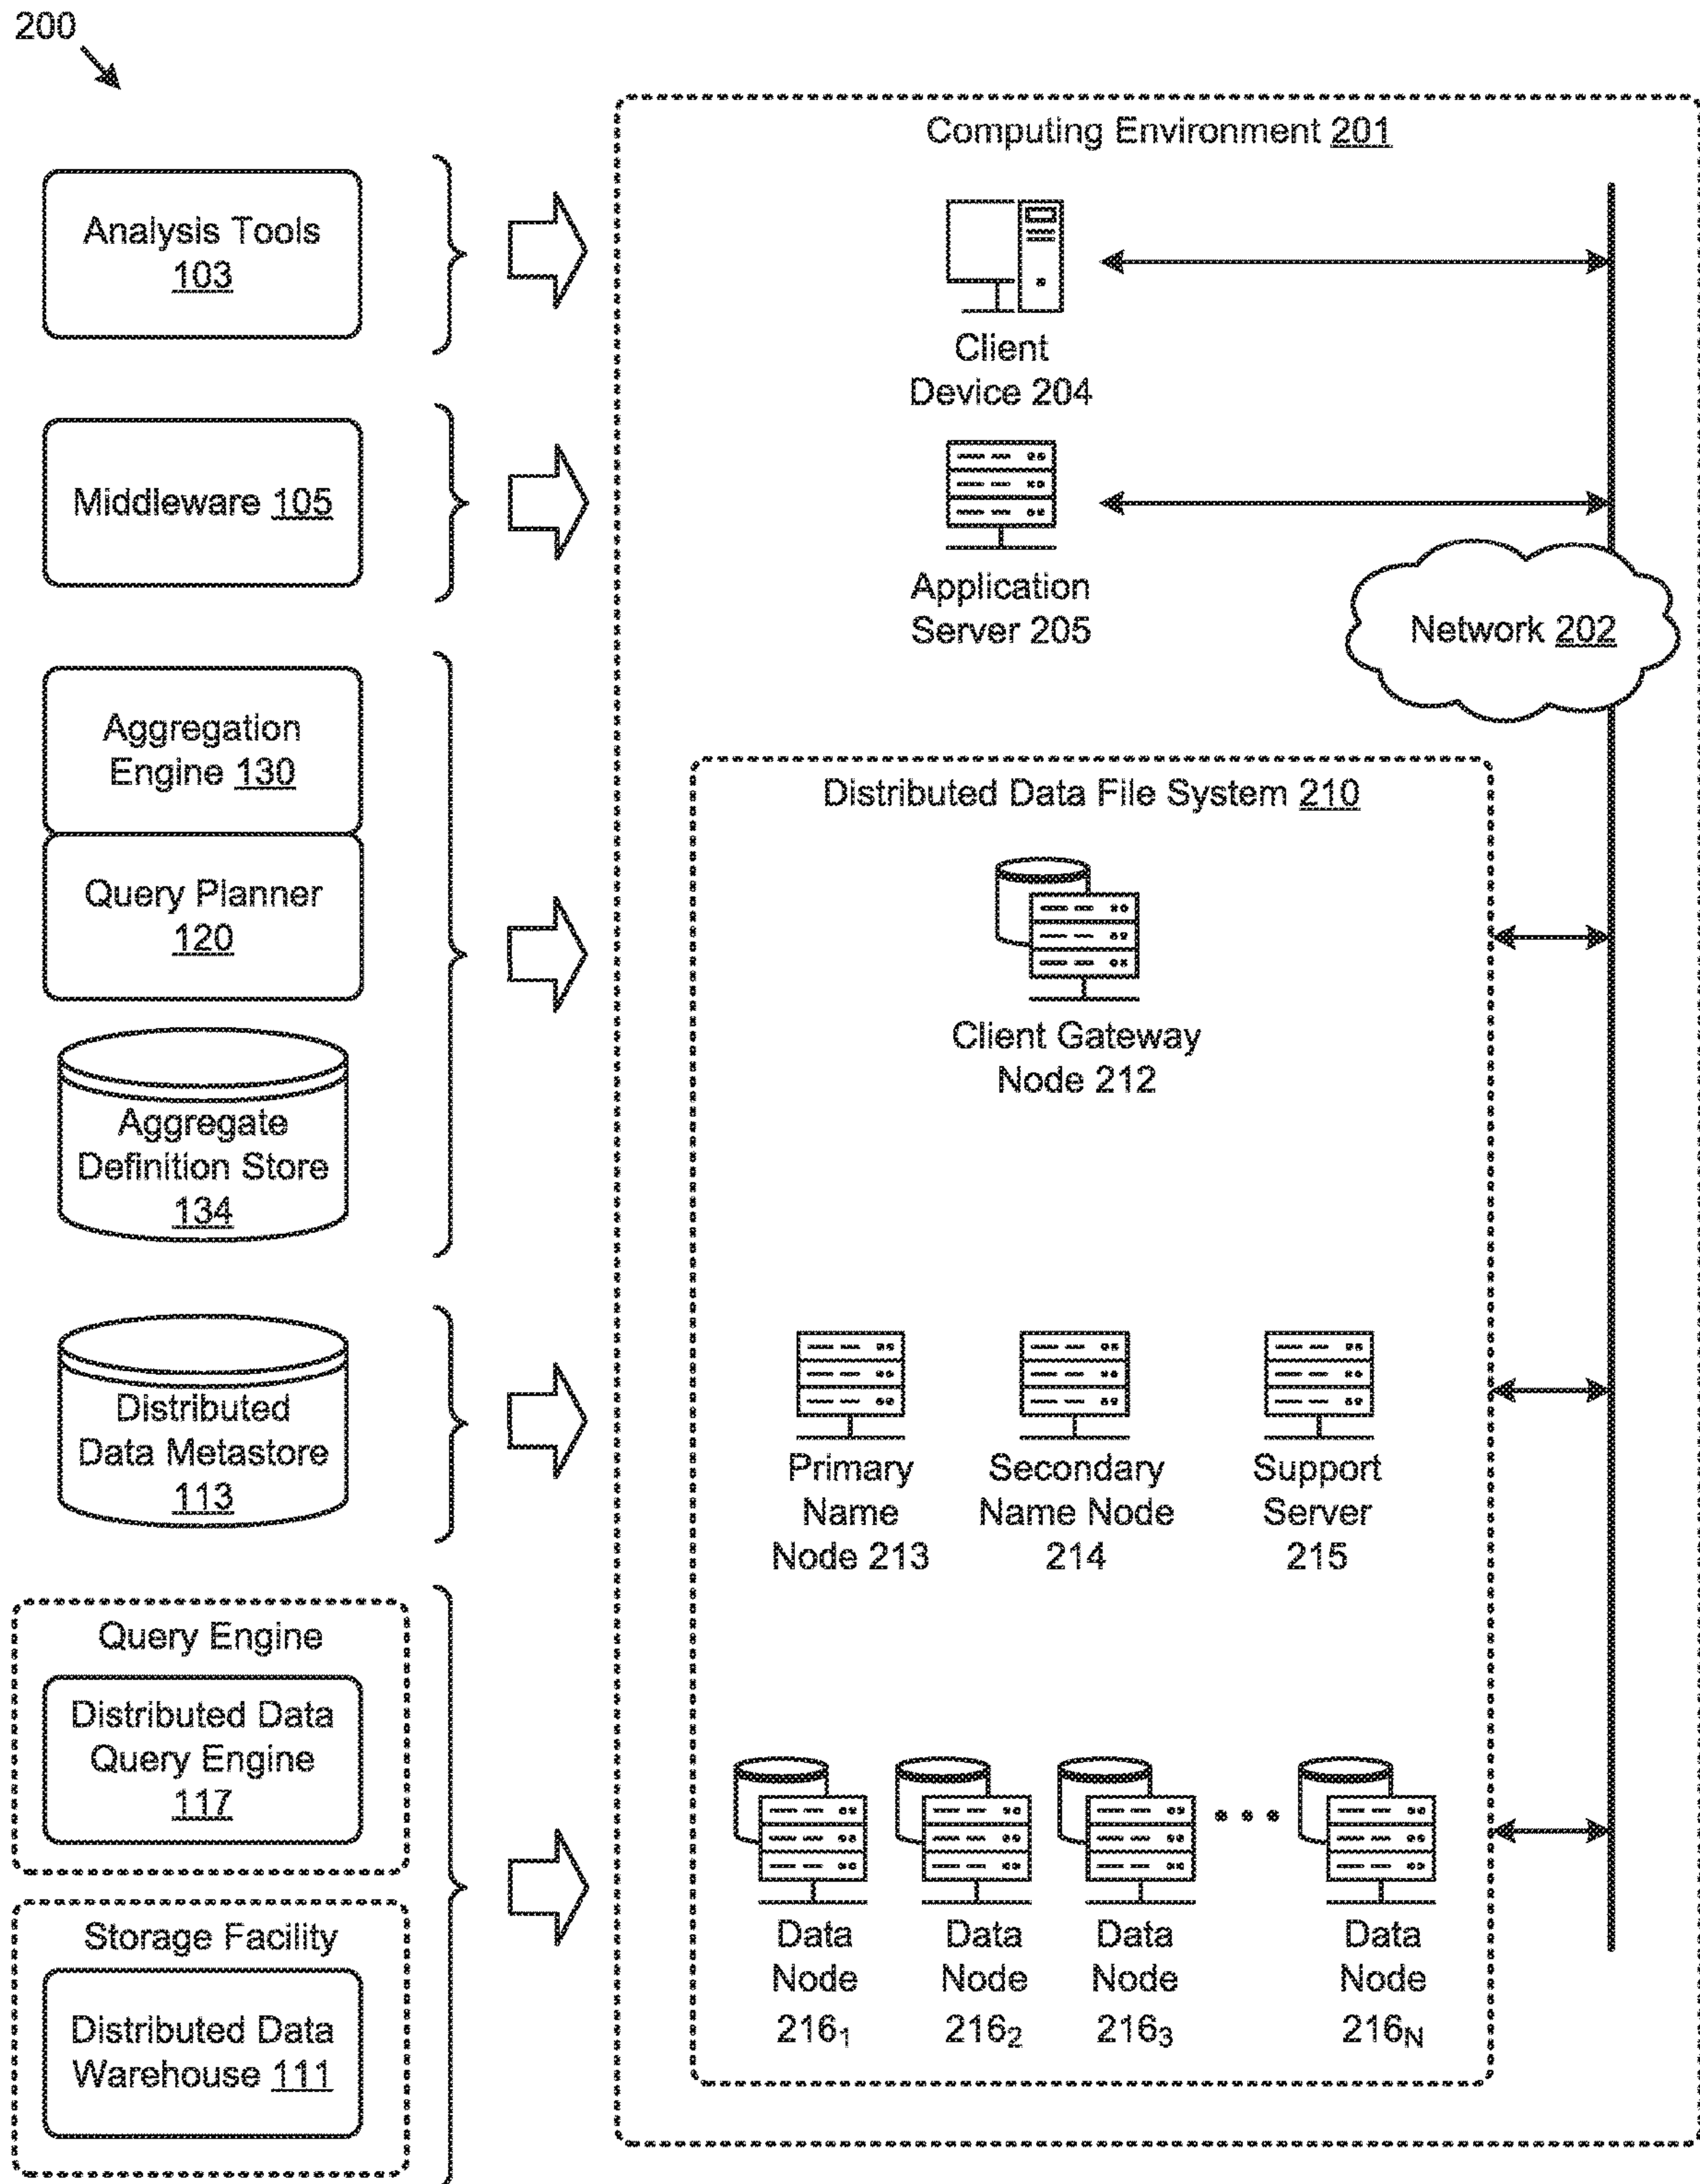 200
Analysis Tools
103
Middleware 105
Aggregation
Engine 130
Query Planner
120
Aggregate
Definition Store
134
Distributed
Data Metastore
113
Query Engine
Distributed Data
Query Engine
117
Storage Facility
Distributed Data
Warehouse 111
Computing Environment 201
Client
Device 204
Application
Server 205
Network 202
Distributed Data File System 210
Client Gateway
Node 212
Primary
Name
Node 213
Secondary
Name Node
214
Support
Server
215
Data
Node
216₁
Data
Node
216₂
Data
Node
216₃
Data
Node
216N